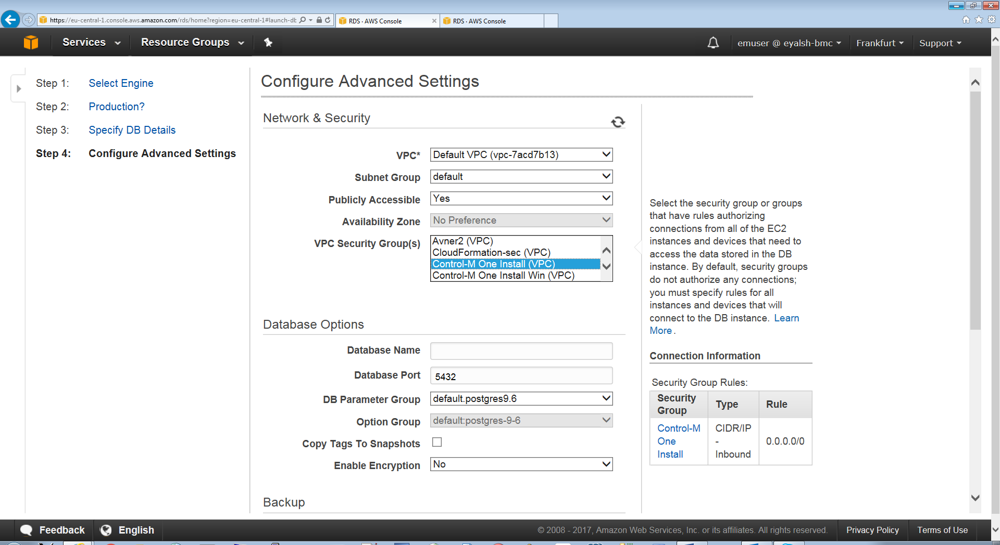 https://eu-central-1.console.aws.amazon.com/rds/home?region=eu-central-1#launch-dt
RDS · AWS Console
RDS · AWS Console
Services
Resource Groups
emuser @ eyalsh-bmc
Frankfurt
Support
Step 1: Select Engine
Step 2: Production?
Step 3: Specify DB Details
Step 4: Configure Advanced Settings
Configure Advanced Settings
Network & Security
VPC* Default VPC (vpc-7acd7b13)
Subnet Group default
Publicly Accessible Yes
Availability Zone No Preference
VPC Security Group(s) Avner2 (VPC)
CloudFormation-sec (VPC)
Control-M One Install (VPC)
Control-M One Install Win (VPC)
Select the security group or groups
that have rules authorizing
connections from all of the EC2
instances and devices that need to
access the data stored in the DB
instance. By default, security groups
do not authorize any connections;
you must specify rules for all
instances and devices that will
connect to the DB instance. Learn
More .
Database Options
Database Name
Database Port 5432
DB Parameter Group default.postgres9.6
Option Group default:postgres-9-6
Copy Tags To Snapshots
Enable Encryption No
Connection Information
Security Group Rules:
Security Group Type Rule
Control-M One Install CIDR/IP - Inbound 0.0.0.0/0
Backup
Feedback
English
© 2008 - 2017, Amazon Web Services, Inc. or its affiliates. All rights reserved.
Privacy Policy
Terms of Use